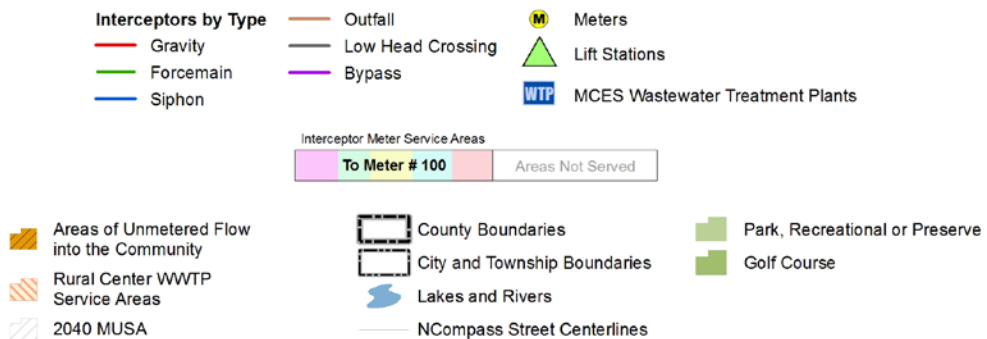 Interceptors by Type
Gravity
Forcemain
Siphon
Outfall
Low Head Crossing
Bypass
M Meters
Lift Stations
WTP MCES Wastewater Treatment Plants
Interceptor Meter Service Areas
To Meter # 100
Areas Not Served
Areas of Unmetered Flow
into the Community
Rural Center WWTP
Service Areas
2040 MUSA
County Boundaries
City and Township Boundaries
Lakes and Rivers
NCompass Street Centerlines
Park, Recreational or Preserve
Golf Course